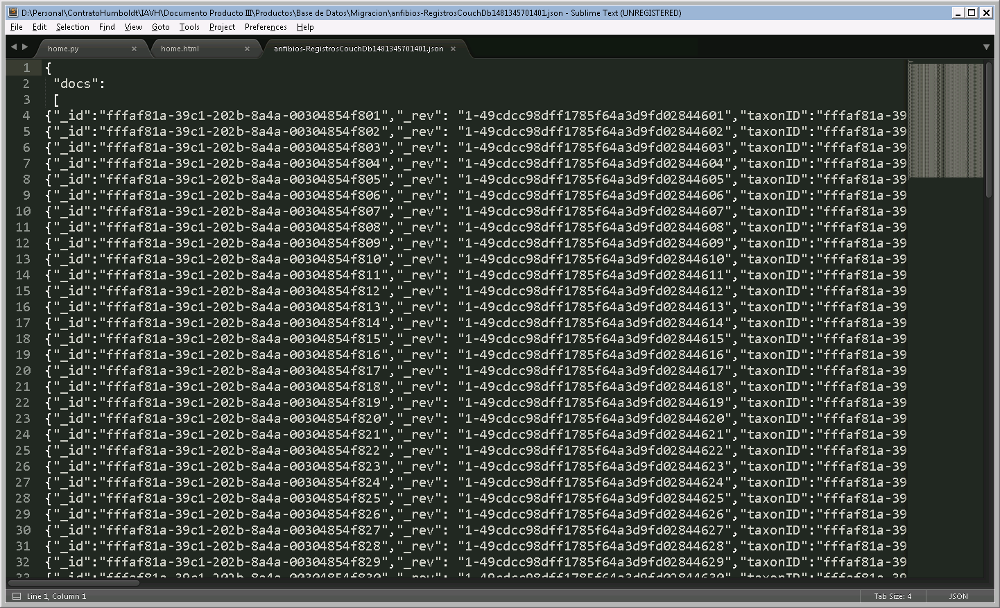 D:\Personal\ContratoHumboldt\IAVH\Documento Producto III\Productos\Base de Datos\Migracion\anfibios-RegistrosCouchDb1481345701401.json - Sublime Text (UNREGISTERED)
File Edit Selection Find View Goto Tools Project Preferences Help
home.py × home.html × anfibios-RegistrosCouchDb1481345701401.json ×
1 {
2 "docs":
3 [
4 {"_id":"fffaf81a-39c1-202b-8a4a-00304854f801","_rev": "1-49cdcc98dff1785f64a3d9fd02844601","taxonID":"fffaf81a-39
5 {"_id":"fffaf81a-39c1-202b-8a4a-00304854f802","_rev": "1-49cdcc98dff1785f64a3d9fd02844602","taxonID":"fffaf81a-39
6 {"_id":"fffaf81a-39c1-202b-8a4a-00304854f803","_rev": "1-49cdcc98dff1785f64a3d9fd02844603","taxonID":"fffaf81a-39
7 {"_id":"fffaf81a-39c1-202b-8a4a-00304854f804","_rev": "1-49cdcc98dff1785f64a3d9fd02844604","taxonID":"fffaf81a-39
8 {"_id":"fffaf81a-39c1-202b-8a4a-00304854f805","_rev": "1-49cdcc98dff1785f64a3d9fd02844605","taxonID":"fffaf81a-39
9 {"_id":"fffaf81a-39c1-202b-8a4a-00304854f806","_rev": "1-49cdcc98dff1785f64a3d9fd02844606","taxonID":"fffaf81a-39
10 {"_id":"fffaf81a-39c1-202b-8a4a-00304854f807","_rev": "1-49cdcc98dff1785f64a3d9fd02844607","taxonID":"fffaf81a-39
11 {"_id":"fffaf81a-39c1-202b-8a4a-00304854f808","_rev": "1-49cdcc98dff1785f64a3d9fd02844608","taxonID":"fffaf81a-39
12 {"_id":"fffaf81a-39c1-202b-8a4a-00304854f809","_rev": "1-49cdcc98dff1785f64a3d9fd02844609","taxonID":"fffaf81a-39
13 {"_id":"fffaf81a-39c1-202b-8a4a-00304854f810","_rev": "1-49cdcc98dff1785f64a3d9fd02844610","taxonID":"fffaf81a-39
14 {"_id":"fffaf81a-39c1-202b-8a4a-00304854f811","_rev": "1-49cdcc98dff1785f64a3d9fd02844611","taxonID":"fffaf81a-39
15 {"_id":"fffaf81a-39c1-202b-8a4a-00304854f812","_rev": "1-49cdcc98dff1785f64a3d9fd02844612","taxonID":"fffaf81a-39
16 {"_id":"fffaf81a-39c1-202b-8a4a-00304854f813","_rev": "1-49cdcc98dff1785f64a3d9fd02844613","taxonID":"fffaf81a-39
17 {"_id":"fffaf81a-39c1-202b-8a4a-00304854f814","_rev": "1-49cdcc98dff1785f64a3d9fd02844614","taxonID":"fffaf81a-39
18 {"_id":"fffaf81a-39c1-202b-8a4a-00304854f815","_rev": "1-49cdcc98dff1785f64a3d9fd02844615","taxonID":"fffaf81a-39
19 {"_id":"fffaf81a-39c1-202b-8a4a-00304854f816","_rev": "1-49cdcc98dff1785f64a3d9fd02844616","taxonID":"fffaf81a-39
20 {"_id":"fffaf81a-39c1-202b-8a4a-00304854f817","_rev": "1-49cdcc98dff1785f64a3d9fd02844617","taxonID":"fffaf81a-39
21 {"_id":"fffaf81a-39c1-202b-8a4a-00304854f818","_rev": "1-49cdcc98dff1785f64a3d9fd02844618","taxonID":"fffaf81a-39
22 {"_id":"fffaf81a-39c1-202b-8a4a-00304854f819","_rev": "1-49cdcc98dff1785f64a3d9fd02844619","taxonID":"fffaf81a-39
23 {"_id":"fffaf81a-39c1-202b-8a4a-00304854f820","_rev": "1-49cdcc98dff1785f64a3d9fd02844620","taxonID":"fffaf81a-39
24 {"_id":"fffaf81a-39c1-202b-8a4a-00304854f821","_rev": "1-49cdcc98dff1785f64a3d9fd02844621","taxonID":"fffaf81a-39
25 {"_id":"fffaf81a-39c1-202b-8a4a-00304854f822","_rev": "1-49cdcc98dff1785f64a3d9fd02844622","taxonID":"fffaf81a-39
26 {"_id":"fffaf81a-39c1-202b-8a4a-00304854f823","_rev": "1-49cdcc98dff1785f64a3d9fd02844623","taxonID":"fffaf81a-39
27 {"_id":"fffaf81a-39c1-202b-8a4a-00304854f824","_rev": "1-49cdcc98dff1785f64a3d9fd02844624","taxonID":"fffaf81a-39
28 {"_id":"fffaf81a-39c1-202b-8a4a-00304854f825","_rev": "1-49cdcc98dff1785f64a3d9fd02844625","taxonID":"fffaf81a-39
29 {"_id":"fffaf81a-39c1-202b-8a4a-00304854f826","_rev": "1-49cdcc98dff1785f64a3d9fd02844626","taxonID":"fffaf81a-39
30 {"_id":"fffaf81a-39c1-202b-8a4a-00304854f827","_rev": "1-49cdcc98dff1785f64a3d9fd02844627","taxonID":"fffaf81a-39
31 {"_id":"fffaf81a-39c1-202b-8a4a-00304854f828","_rev": "1-49cdcc98dff1785f64a3d9fd02844628","taxonID":"fffaf81a-39
32 {"_id":"fffaf81a-39c1-202b-8a4a-00304854f829","_rev": "1-49cdcc98dff1785f64a3d9fd02844629","taxonID":"fffaf81a-39
33 {"_id":"fffaf81a-39c1-202b-8a4a-00304854f830","_rev": "1-49cdcc98dff1785f64a3d9fd02844630","taxonID":"fffaf81a-39
Line 1, Column 1 Tab Size: 4 JSON